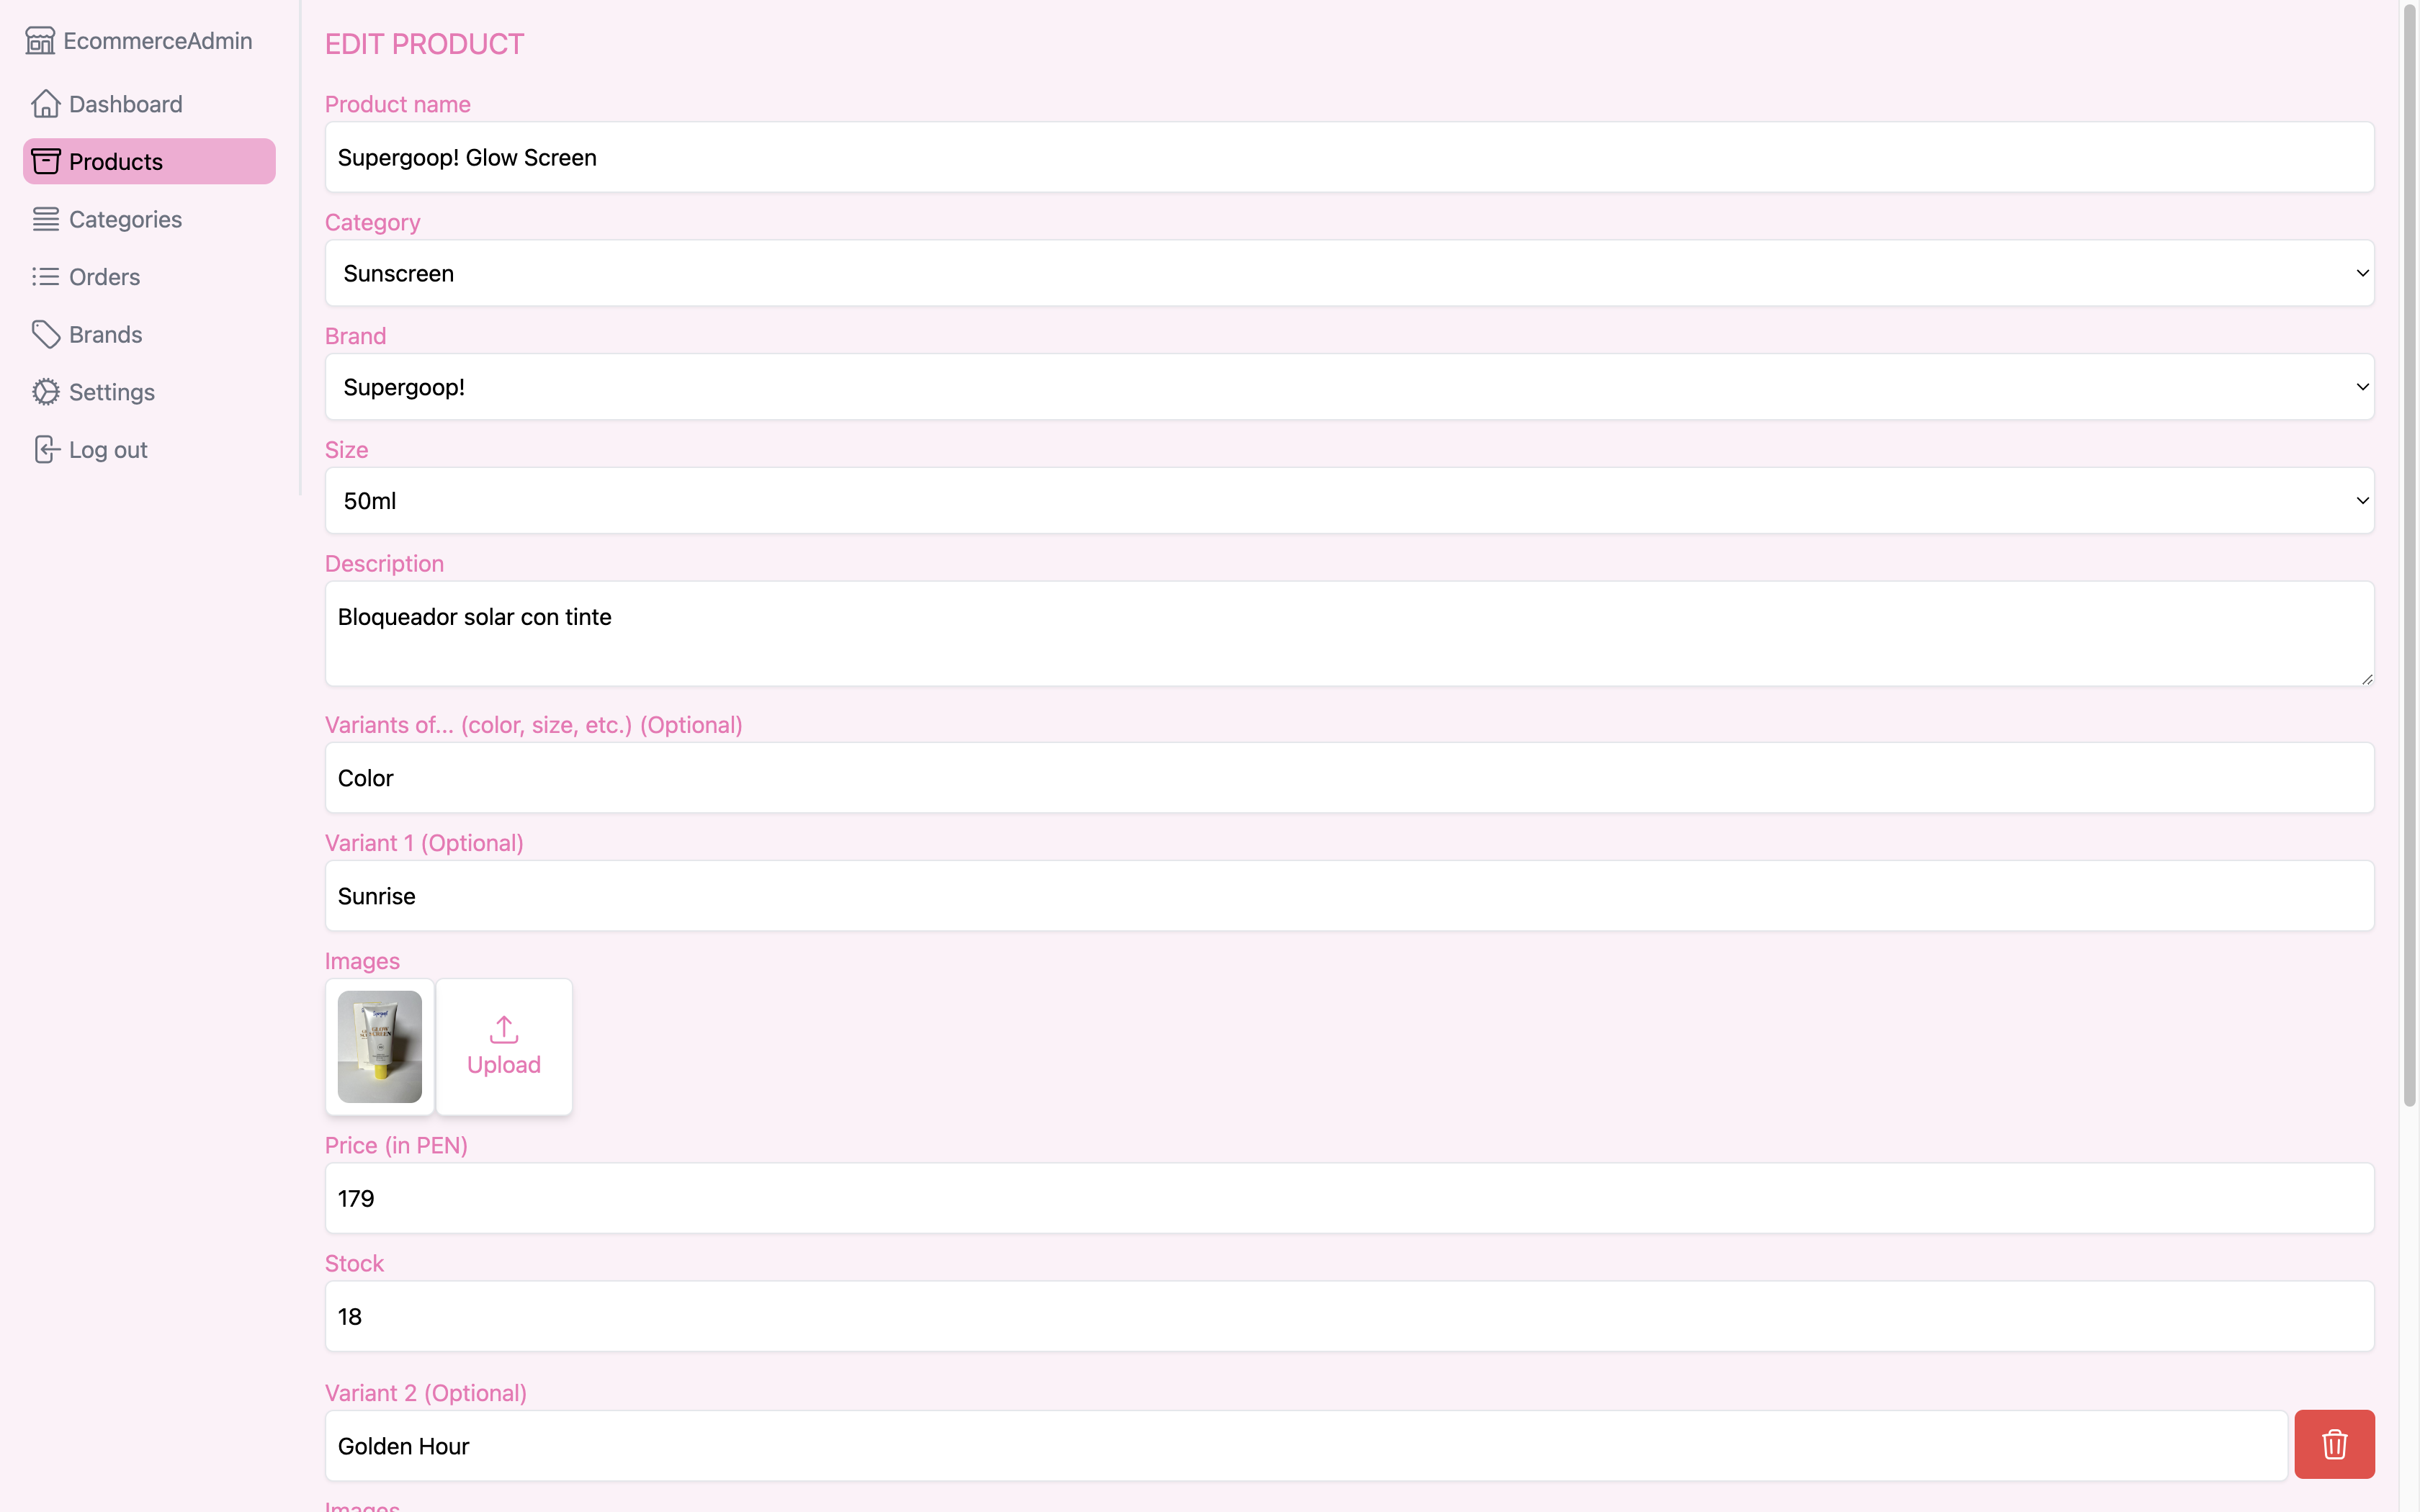 EcommerceAdmin
Dashboard
Products
Categories
Orders
Brands
Settings
Log out
EDIT PRODUCT
Product name
Supergoop! Glow Screen
Category
Sunscreen
Brand
Supergoop!
Size
50ml
Description
Bloqueador solar con tinte
Variants of... (color, size, etc.) (Optional)
Color
Variant 1 (Optional)
Sunrise
Images
Upload
Price (in PEN)
179
Stock
18
Variant 2 (Optional)
Golden Hour
Images